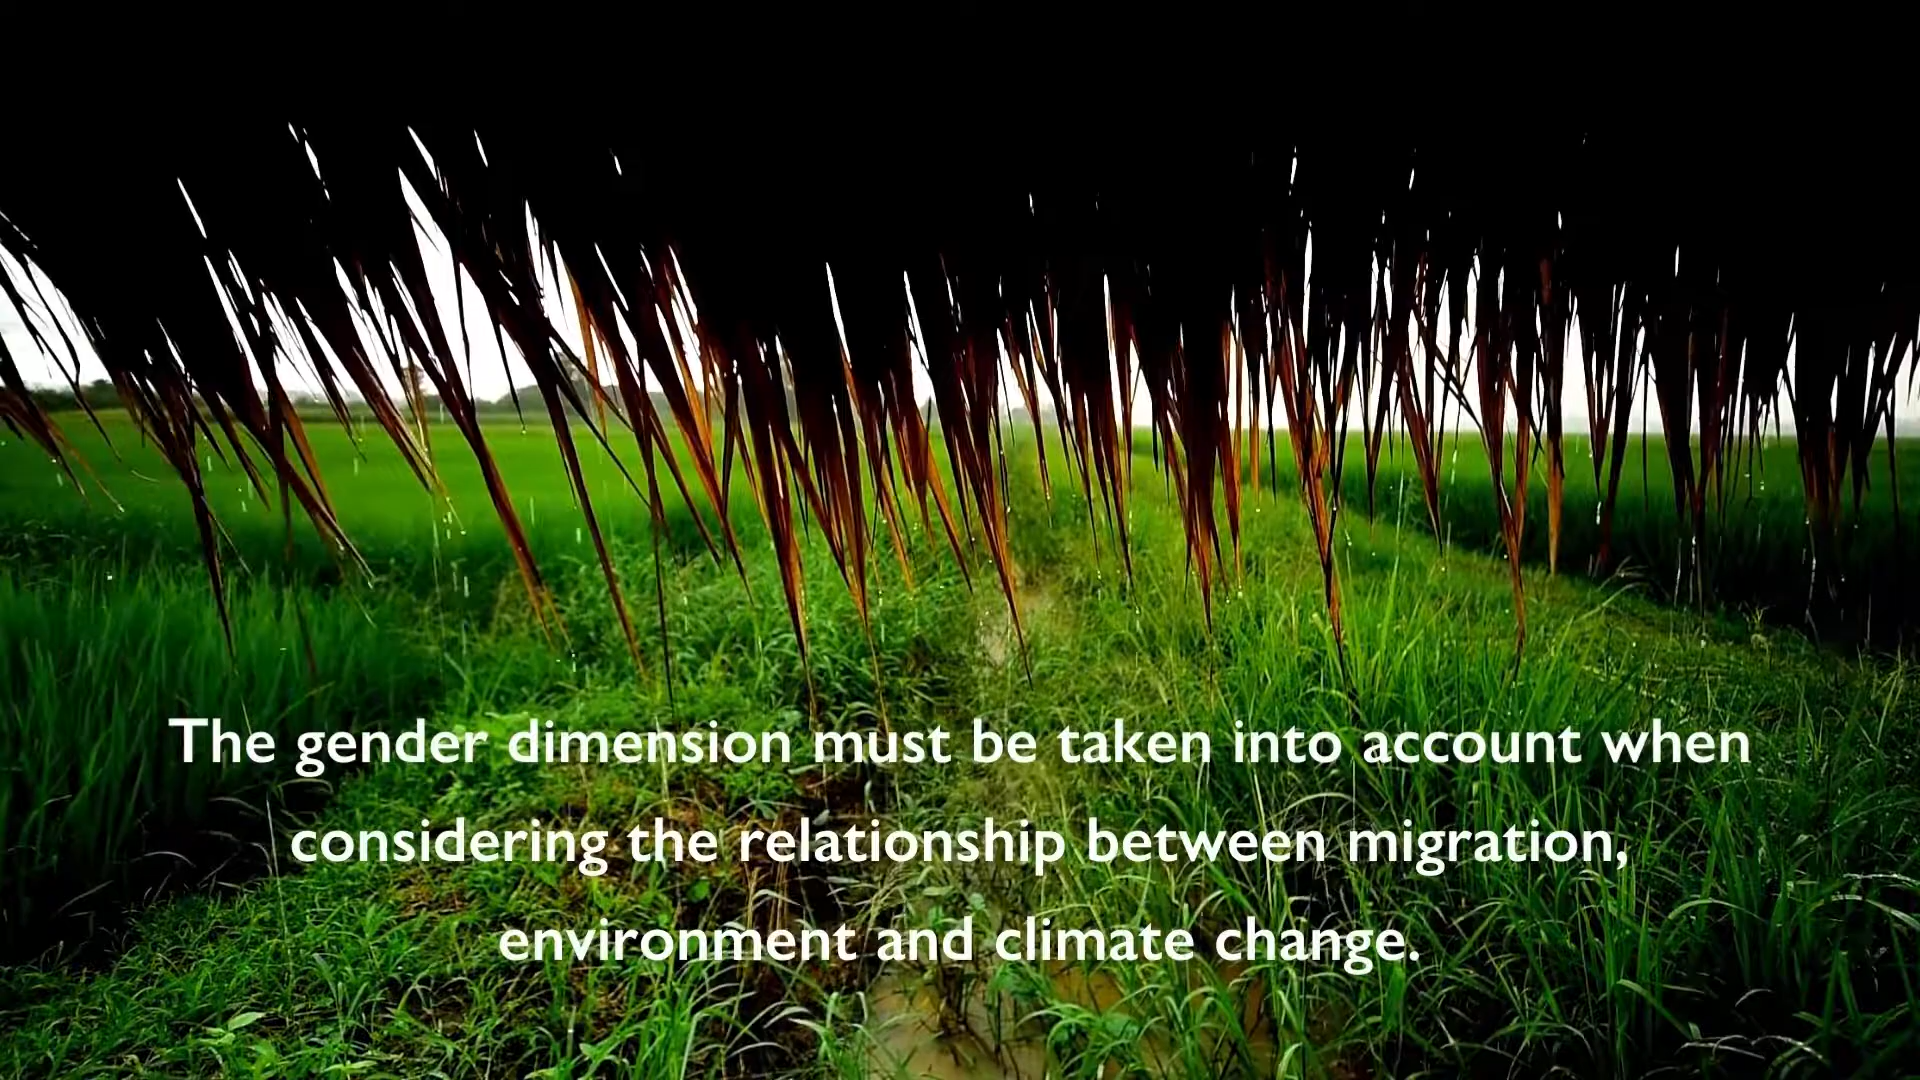 The gender dimension must be taken into account when
considering the relationship between migration,
environment and climate change.